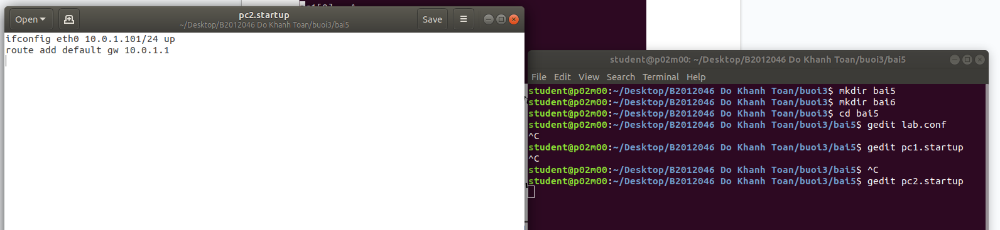 Open
pc2.startup
~/Desktop/B2012046 Do Khanh Toan/buoi3/bai5
Save
ifconfig eth0 10.0.1.101/24 up
route add default gw 10.0.1.1
student@p02m00: ~/Desktop/B2012046 Do Khanh Toan/buoi3/bai5
File Edit View Search Terminal Help
student@p02m00:~/Desktop/B2012046 Do Khanh Toan/buoi3$ mkdir bai5
student@p02m00:~/Desktop/B2012046 Do Khanh Toan/buoi3$ mkdir bai6
student@p02m00:~/Desktop/B2012046 Do Khanh Toan/buoi3$ cd bai5
student@p02m00:~/Desktop/B2012046 Do Khanh Toan/buoi3/bai5$ gedit lab.conf
^C
student@p02m00:~/Desktop/B2012046 Do Khanh Toan/buoi3/bai5$ gedit pc1.startup
^C
student@p02m00:~/Desktop/B2012046 Do Khanh Toan/buoi3/bai5$ ^C
student@p02m00:~/Desktop/B2012046 Do Khanh Toan/buoi3/bai5$ gedit pc2.startup